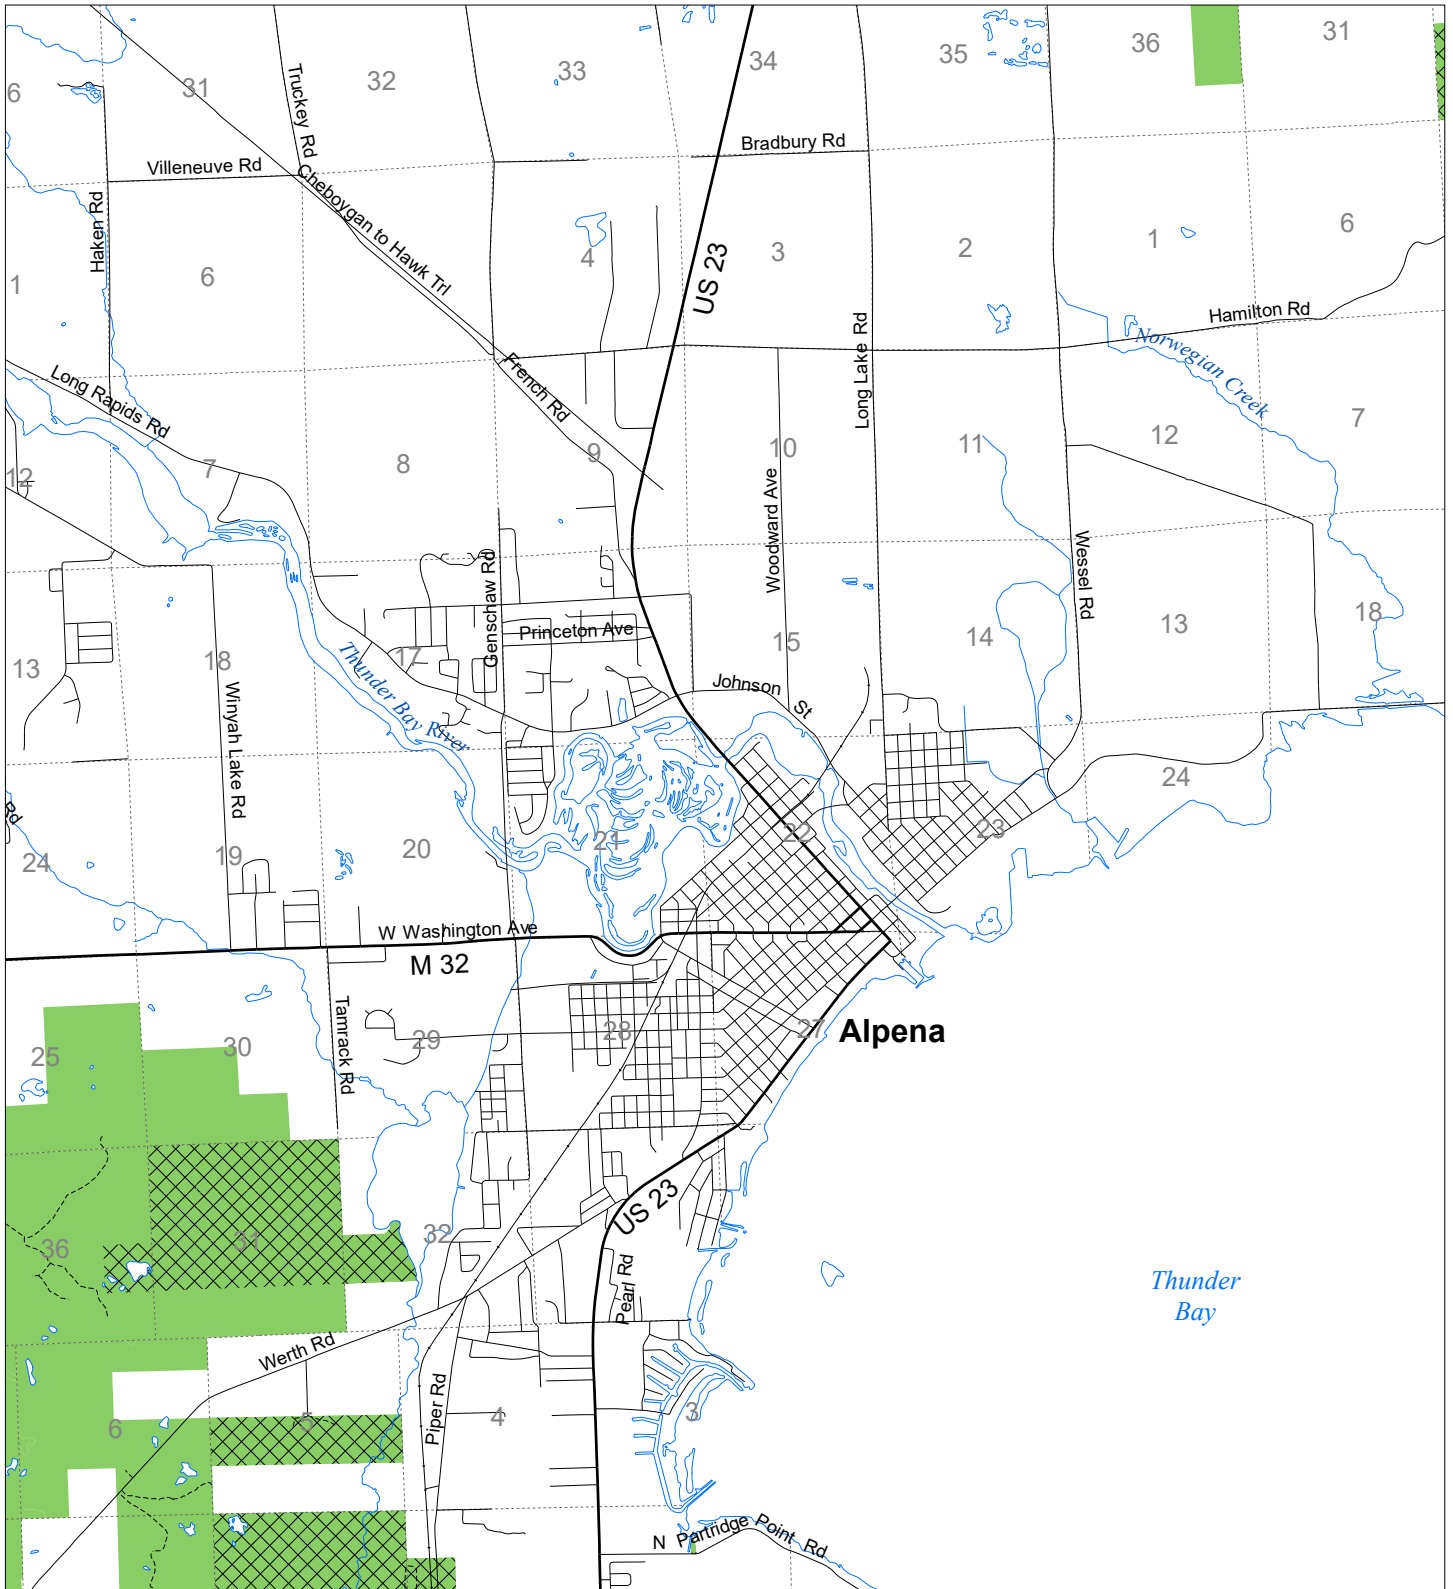 31
36
35
34
33
32
31
6
Truckey Rd
Bradbury Rd
Villeneuve Rd
Cheboygan to Hawk Trl
Haken Rd
6
1
2
3
4
6
1
US 23
Hamilton Rd
Norwegian Creek
Long Lake Rd
French Rd
Long Rapids Rd
7
12
11
10
9
8
7
12
Woodward Ave
Wessel Rd
Genschaw Rd
Princeton Ave
18
13
14
15
17
18
13
Thunder Bay River
Johnson St
Winyah Lake Rd
Rd
24
23
22
21
20
19
24
W Washington Ave
M 32
Tamrack Rd
25
30
29
28
27
Alpena
US 23
36
31
32
Pearl Rd
Thunder
Bay
Werth Rd
Piper Rd
6
5
4
3
N Partridge Point Rd